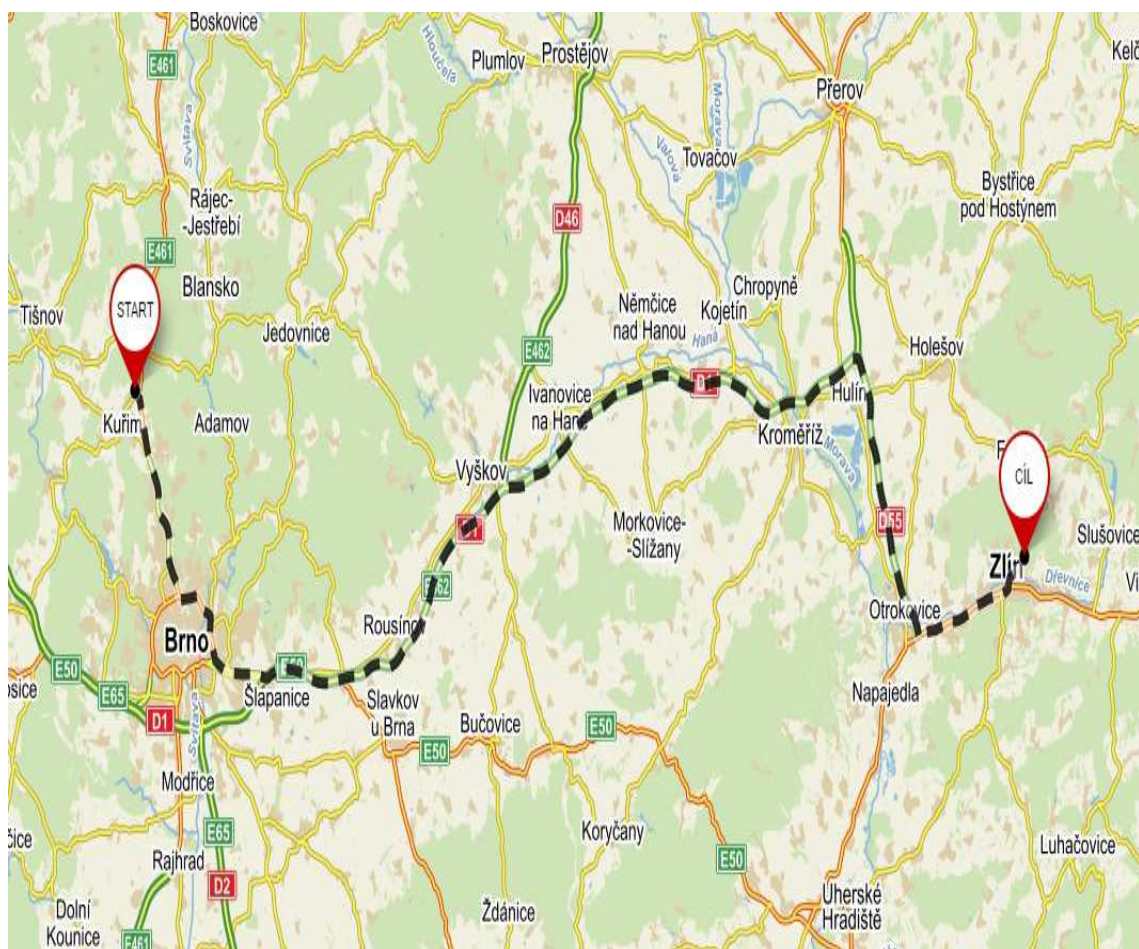 Boskovice
Prostějov
Plumlov
Hloučela
Kelč
E461
Svitava
Přerov
Morava
Valová
Tovačov
Bystřice
pod Hostýnem
Rájec-
-Jestřebí
D46
E461
Blansko
START
Tišnov
Jedovnice
Němčice
nad Hanou
Chropyně
Kojetín
Haná
E462
Holešov
Ivanovice
na Hané
Hulín
Kuřim
Adamov
Kroměříž
Morava
Vyškov
CÍL
Morkovice-
-Slížany
D55
Slušovice
Zlín
Dřevnice
Otrokovice
Rousínov
Brno
E50
E65
Šlapanice
Slavkov
u Brna
Napajedla
D1
Svitava
Bučovice
E50
E50
Modřice
E65
Koryčany
Rajhrad
D2
E50
Luhačovice
Uherské
Hradiště
Dolní
Kounice
Ždánice
E461